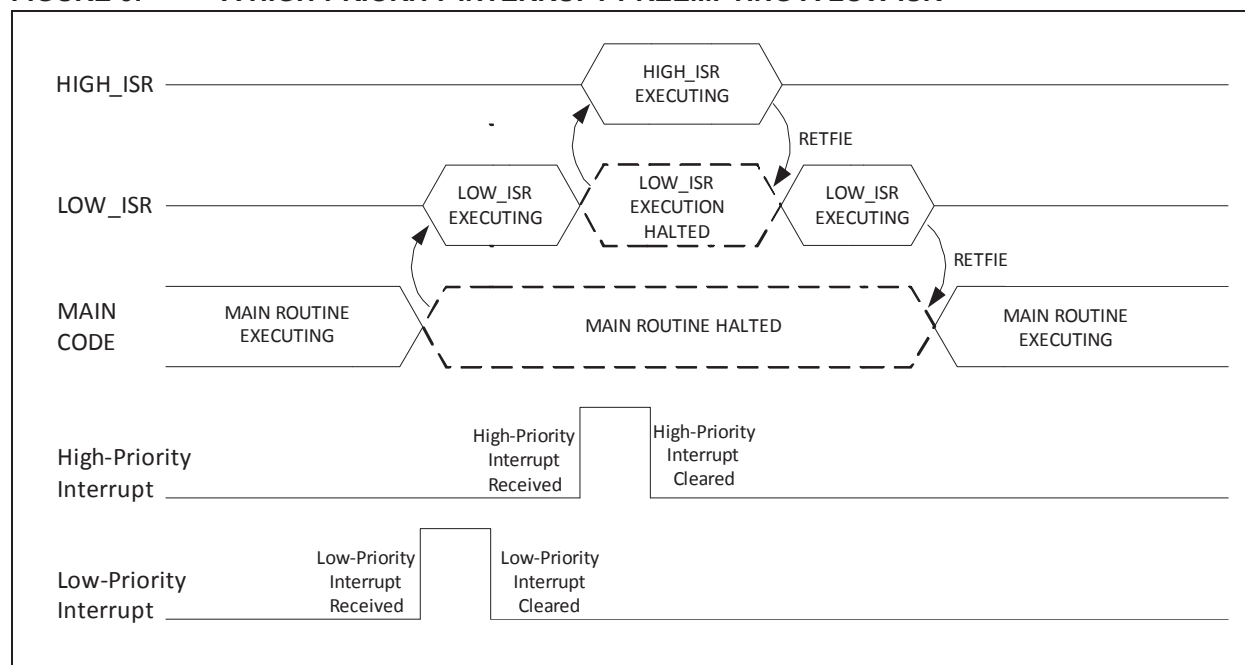 HIGH_ISR
HIGH_ISR
EXECUTING
RETFIE
LOW_ISR
LOW_ISR
EXECUTING
LOW_ISR
EXECUTION
HALTED
LOW_ISR
EXECUTING
RETFIE
MAIN
CODE
MAIN ROUTINE
EXECUTING
MAIN ROUTINE HALTED
MAIN ROUTINE
EXECUTING
High-Priority
Interrupt
High-Priority
Interrupt
Received
High-Priority
Interrupt
Cleared
Low-Priority
Interrupt
Low-Priority
Interrupt
Received
Low-Priority
Interrupt
Cleared